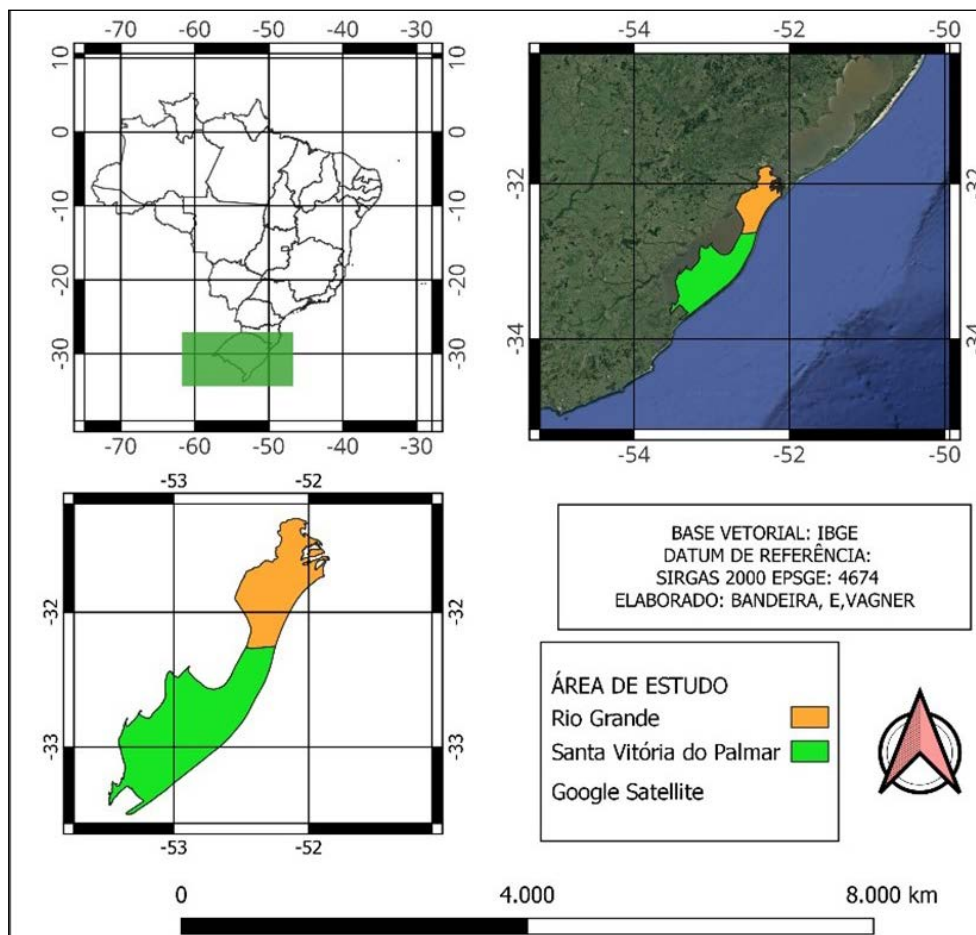 -70 -60 -50 -40 -30
10 10
0 0
-10 -10
-20 -20
-30 -30
-70 -60 -50 -40 -30
-54 -52 -50
-32 -32
-34 -34
-54 -52 -50
-53 -52
-32 -32
-33 -33
-53 -52
BASE VETORIAL: IBGE
DATUM DE REFERÊNCIA:
SIRGAS 2000 EPSGE: 4674
ELABORADO: BANDEIRA, E,VAGNER
ÁREA DE ESTUDO
Rio Grande
Santa Vitória do Palmar
Google Satellite
0 4.000 8.000 km